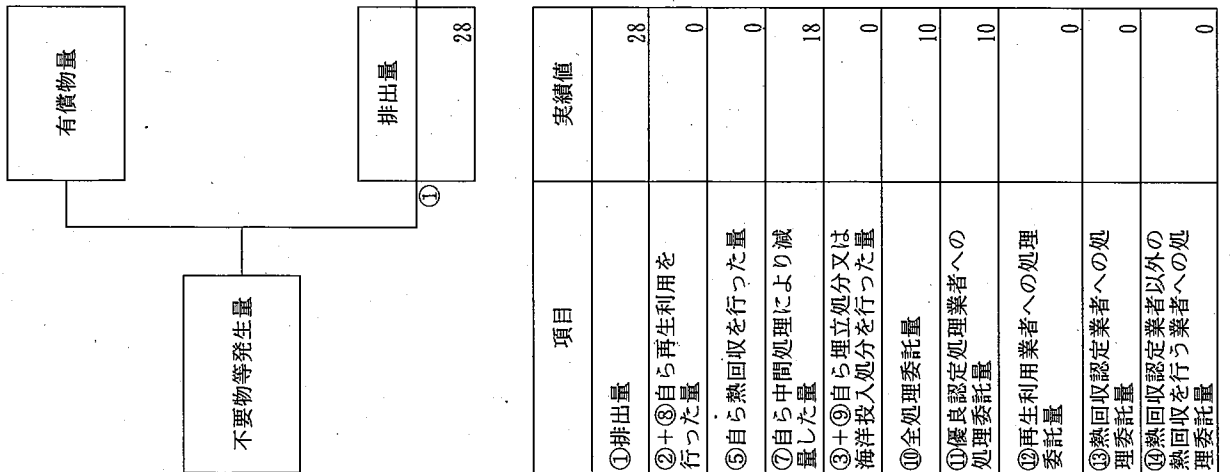 有償物量
不要物等発生量
排出量
①
28
項目
実績値
①排出量
28
②+⑧自ら再生利用を
行った量
0
⑤自ら熱回収を行った量
0
⑦自ら中間処理により減
量した量
18
③+⑨自ら埋立処分又は
海洋投入処分を行った量
0
⑩全処理委託量
10
⑪優良認定処理業者への
処理委託量
10
⑫再生利用業者への処理
委託量
0
⑬熱回収認定業者への処
理委託量
0
⑭熱回収認定業者以外の
熱回収を行う業者への処
理委託量
0